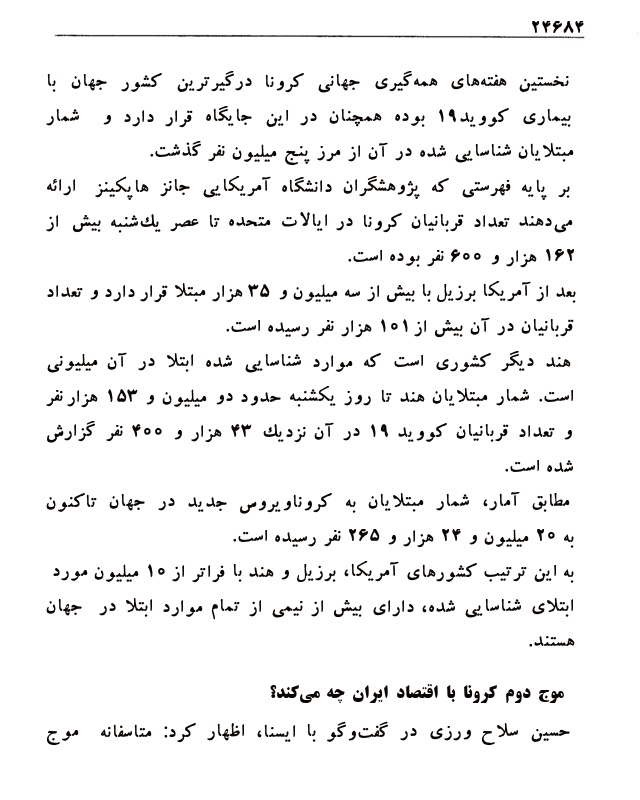 ۲۴۶۸۴
نخستین هفته‌های همه‌گیری جهانی کرونا درگیرترین کشور جهان با
بیماری کووید۱۹ بوده همچنان در این جایگاه قرار دارد و شمار
مبتلایان شناسایی شده در آن از مرز پنج میلیون نفر گذشت.
بر پایه فهرستی که پژوهشگران دانشگاه آمریکایی جانز هاپکینز ارائه
می‌دهند تعداد قربانیان کرونا در ایالات متحده تا عصر یك‌شنبه بیش از
۱۶۲ هزار و ۶۰۰ نفر بوده است.
بعد از آمریکا برزیل با بیش از سه میلیون و ۳۵ هزار مبتلا قرار دارد و تعداد
قربانیان در آن بیش از ۱۰۱ هزار نفر رسیده است.
هند دیگر کشوری است که موارد شناسایی شده ابتلا در آن میلیونی
است. شمار مبتلایان هند تا روز یکشنبه حدود دو میلیون و ۱۵۳ هزار نفر
و تعداد قربانیان کووید ۱۹ در آن نزدیك ۴۳ هزار و ۴۰۰ نفر گزارش
شده است.
مطابق آمار، شمار مبتلایان به کروناویروس جدید در جهان تاکنون
به ۲۰ میلیون و ۲۴ هزار و ۲۶۵ نفر رسیده است.
به این ترتیب کشورهای آمریکا، برزیل و هند با فراتر از ۱۰ میلیون مورد
ابتلای شناسایی شده، دارای بیش از نیمی از تمام موارد ابتلا در جهان
هستند.
موج دوم کرونا با اقتصاد ایران چه می‌کند؟
حسین سلاح ورزی در گفت‌وگو با ایسنا، اظهار کرد: متاسفانه موج